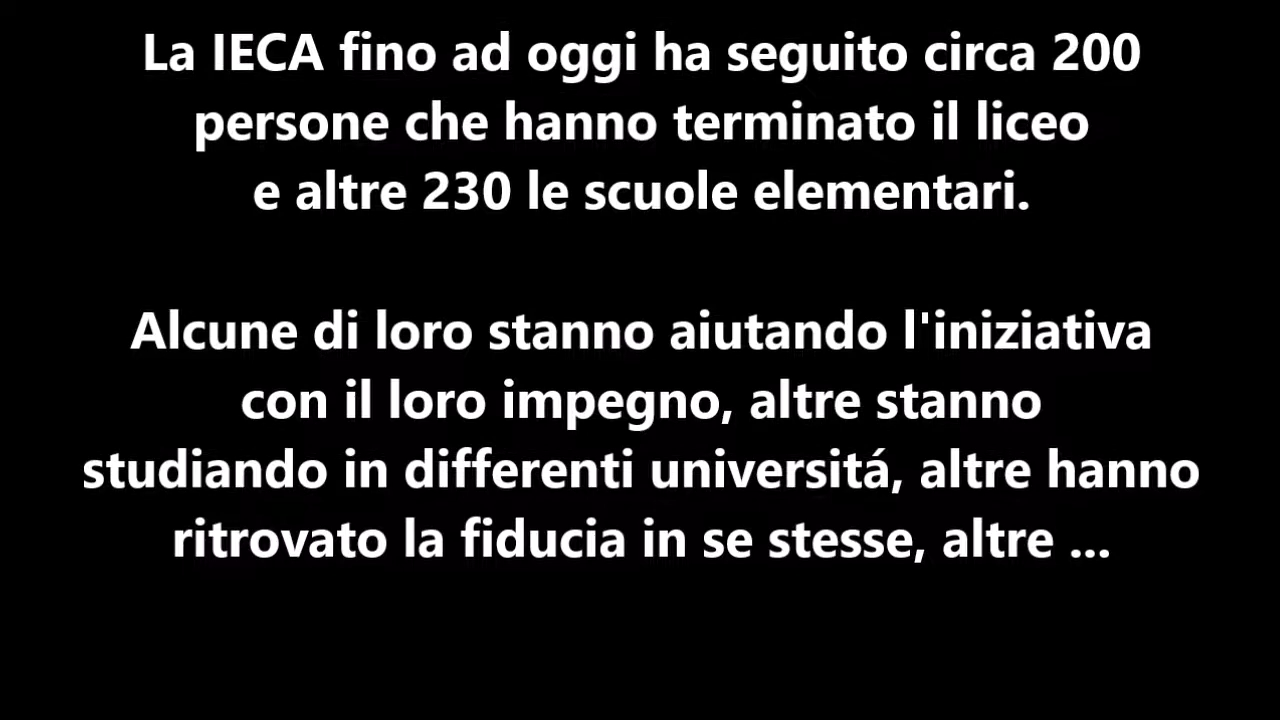 La IECA fino ad oggi ha seguito circa 200
persone che hanno terminato il liceo
e altre 230 le scuole elementari.
Alcune di loro stanno aiutando l'iniziativa
con il loro impegno, altre stanno
studiando in differenti universitá, altre hanno
ritrovato la fiducia in se stesse, altre ...